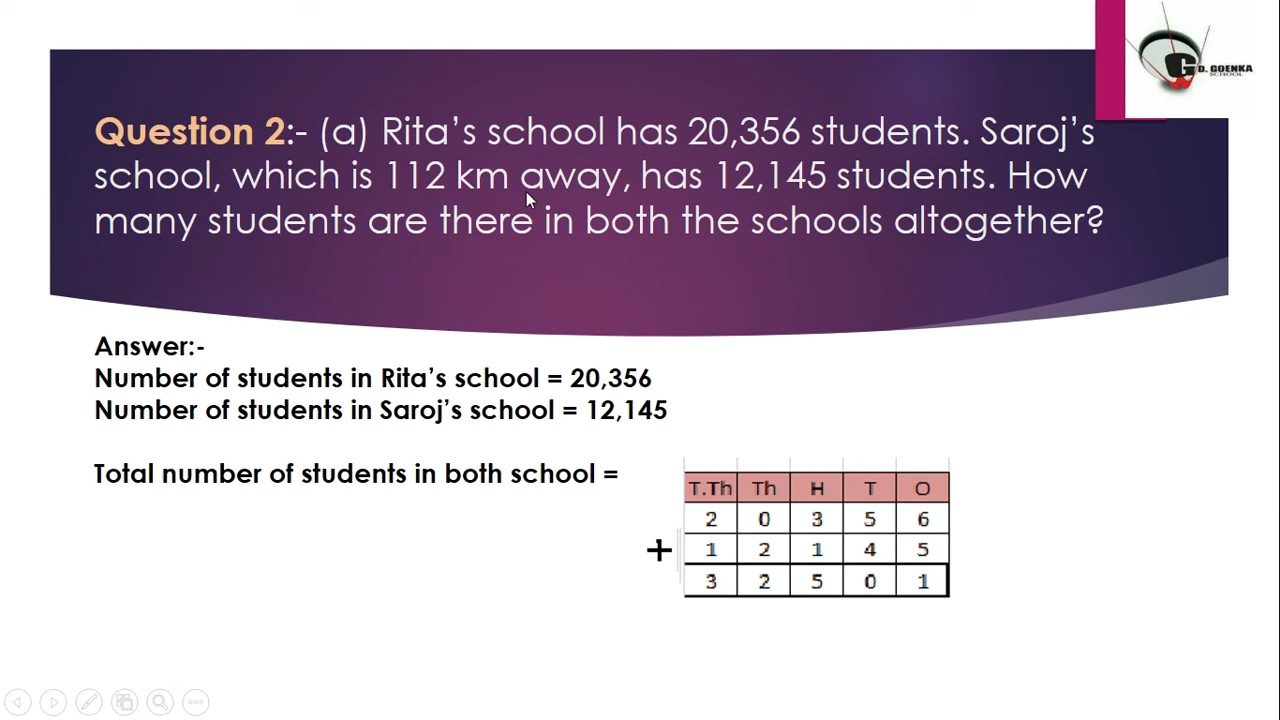 G D. GOENKA
SCHOOL
Question 2:- (a) Rita’s school has 20,356 students. Saroj’s
school, which is 112 km away, has 12,145 students. How
many students are there in both the schools altogether?
Answer:-
Number of students in Rita’s school = 20,356
Number of students in Saroj’s school = 12,145
Total number of students in both school =
T.Th Th H T O
2 0 3 5 6
+ 1 2 1 4 5
3 2 5 0 1